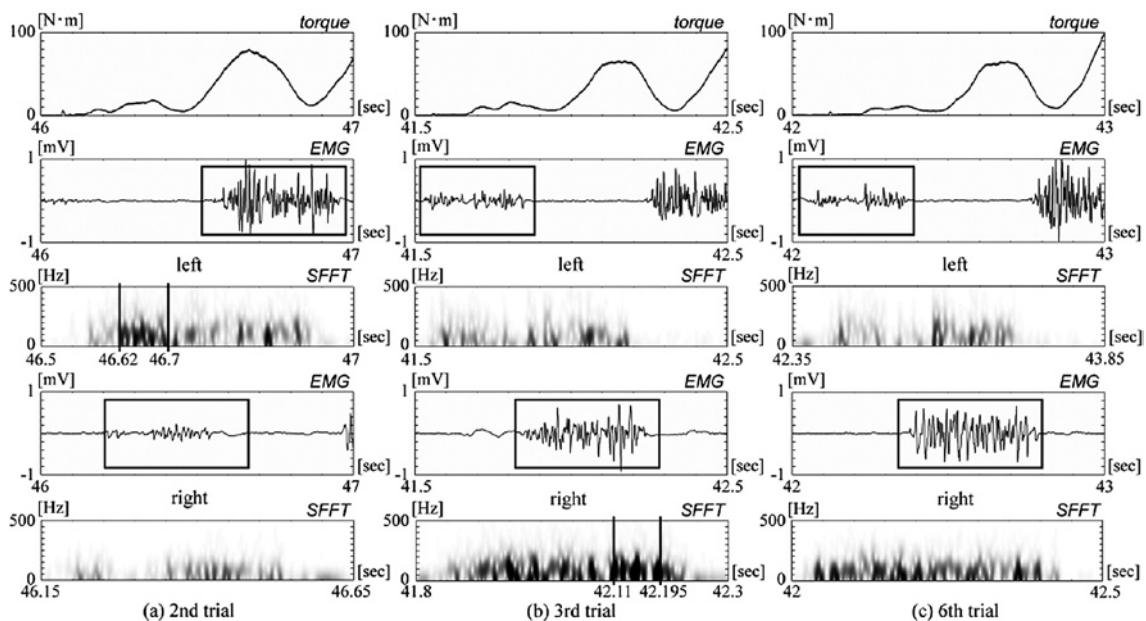 [N·m] torque [N·m] torque [N·m] torque
100 100 100
0 0 0
[sec] [sec] [sec]
46 47 41.5 42.5 42 43
[mV] EMG [mV] EMG [mV] EMG
1 1 1
-1 -1 -1
[sec] [sec] [sec]
46 47 41.5 42.5 42 43
left left left
[Hz] SFFT [Hz] SFFT [Hz] SFFT
500 500 500
0 0 0
[sec] [sec] [sec]
46.5 46.62 46.7 47 41.5 42.5 42.35 43.85
[mV] EMG [mV] EMG [mV] EMG
1 1 1
-1 -1 -1
[sec] [sec] [sec]
46 47 41.5 42.5 42 43
right right right
[Hz] SFFT [Hz] SFFT [Hz] SFFT
500 500 500
0 0 0
[sec] [sec] [sec]
46.15 46.65 41.8 42.11 42.195 42.3 42 42.5
(a) 2nd trial (b) 3rd trial (c) 6th trial